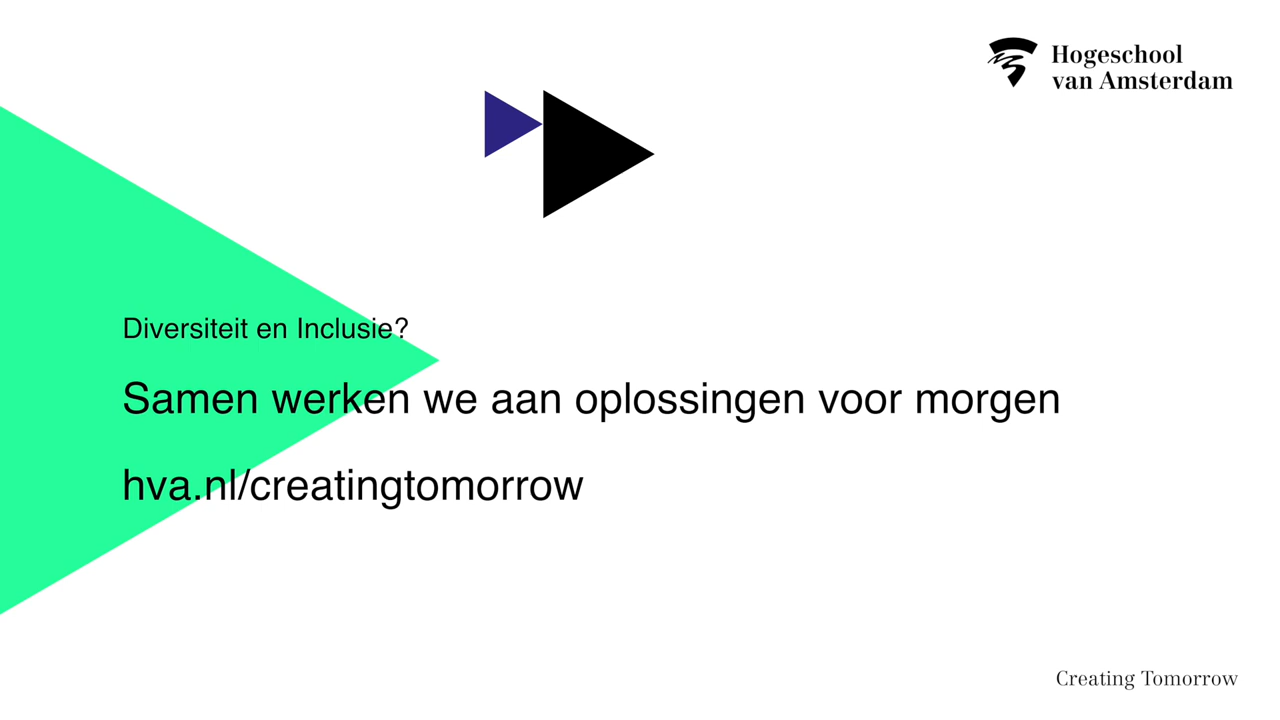 Hogeschool
van Amsterdam
Diversiteit en Inclusie?
Samen werken we aan oplossingen voor morgen
hva.nl/creatingtomorrow
Creating Tomorrow